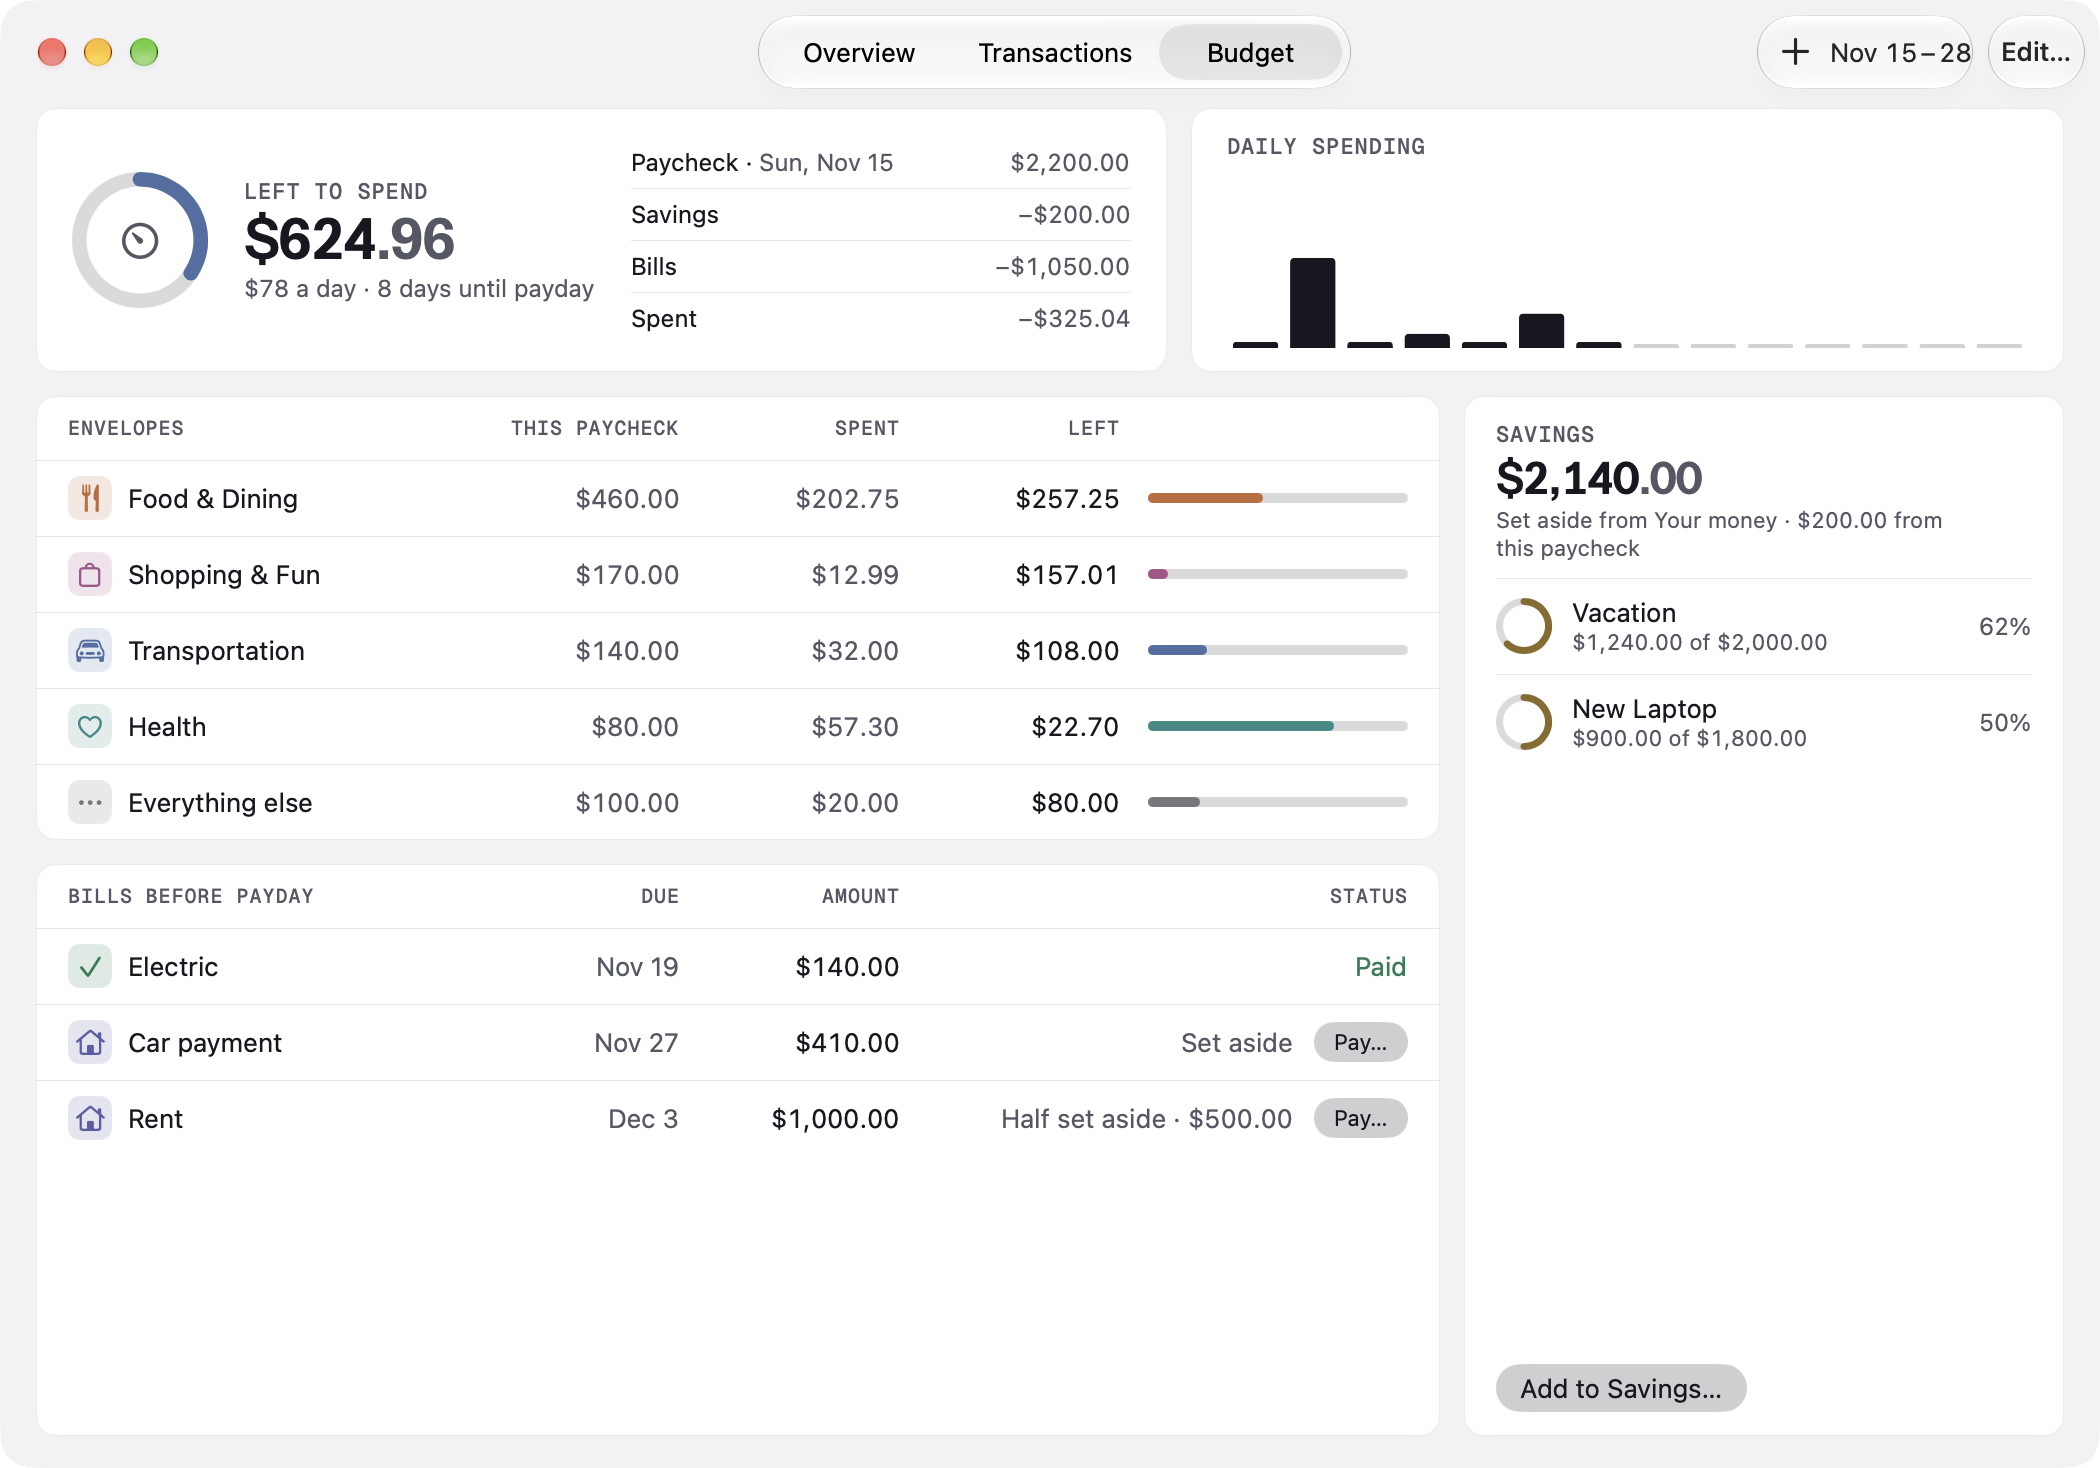 Overview Transactions Budget
Nov 15–28 Edit...
LEFT TO SPEND
$624.96
$78 a day · 8 days until payday
Paycheck · Sun, Nov 15 $2,200.00
Savings –$200.00
Bills –$1,050.00
Spent –$325.04
DAILY SPENDING
ENVELOPES THIS PAYCHECK SPENT LEFT
Food & Dining $460.00 $202.75 $257.25
Shopping & Fun $170.00 $12.99 $157.01
Transportation $140.00 $32.00 $108.00
Health $80.00 $57.30 $22.70
Everything else $100.00 $20.00 $80.00
BILLS BEFORE PAYDAY DUE AMOUNT STATUS
Electric Nov 19 $140.00 Paid
Car payment Nov 27 $410.00 Set aside Pay...
Rent Dec 3 $1,000.00 Half set aside · $500.00 Pay...
SAVINGS
$2,140.00
Set aside from Your money · $200.00 from
this paycheck
Vacation
$1,240.00 of $2,000.00 62%
New Laptop
$900.00 of $1,800.00 50%
Add to Savings...